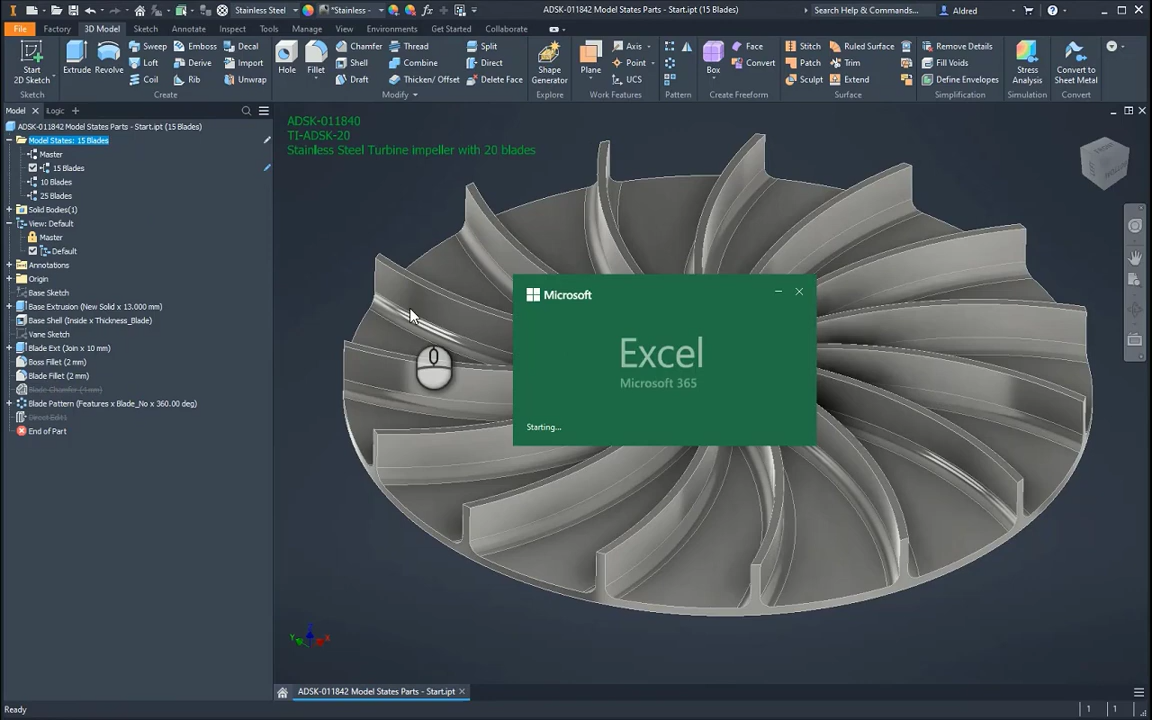 ADSK-011842 Model States Parts - Start.ipt (15 Blades)
Stainless Steel
*Stainless -
Search Help & Commands...
Aldred
File Factory 3D Model Sketch Annotate Inspect Tools Manage View Environments Get Started Collaborate
Start
2D Sketch
Sketch
Extrude
Revolve
Sweep
Loft
Coil
Emboss
Derive
Rib
Decal
Import
Unwrap
Create
Hole
Fillet
Chamfer
Shell
Draft
Thread
Combine
Thicken/ Offset
Split
Direct
Delete Face
Modify
Shape
Generator
Explore
Plane
Axis
Point
UCS
Work Features
Pattern
Box
Face
Convert
Create Freeform
Stitch
Patch
Sculpt
Ruled Surface
Trim
Extend
Surface
Remove Details
Fill Voids
Define Envelopes
Simplification
Stress
Analysis
Simulation
Convert to
Sheet Metal
Convert
Model
iLogic
ADSK-011842 Model States Parts - Start.ipt (15 Blades)
Model States: 15 Blades
Master
15 Blades
10 Blades
25 Blades
Solid Bodies(1)
View: Default
Master
Default
Annotations
Origin
Base Sketch
Base Extrusion (New Solid x 13.000 mm)
Base Shell (Inside x Thickness_Blade)
Vane Sketch
Blade Ext (Join x 10 mm)
Boss Fillet (2 mm)
Blade Fillet (2 mm)
Blade Chamfer (4 mm)
Blade Pattern (Features x Blade_No x 360.00 deg)
Direct Edit1
End of Part
ADSK-011840
TI-ADSK-20
Stainless Steel Turbine impeller with 20 blades
Microsoft
Excel
Microsoft 365
Starting...
Z
Y
X
ADSK-011842 Model States Parts - Start.ipt
Ready
1 1